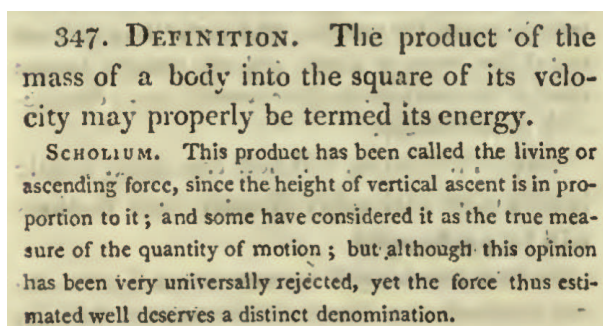 347. DEFINITION. The product of the
mass of a body into the square of its velo-
city may properly be termed its energy.
SCHOLIUM. This product has been called the living or
ascending force, since the height of vertical ascent is in pro-
portion to it; and some have considered it as the true mea-
sure of the quantity of motion; but although this opinion
has been very universally rejected, yet the force thus esti-
mated well deserves a distinct denomination.